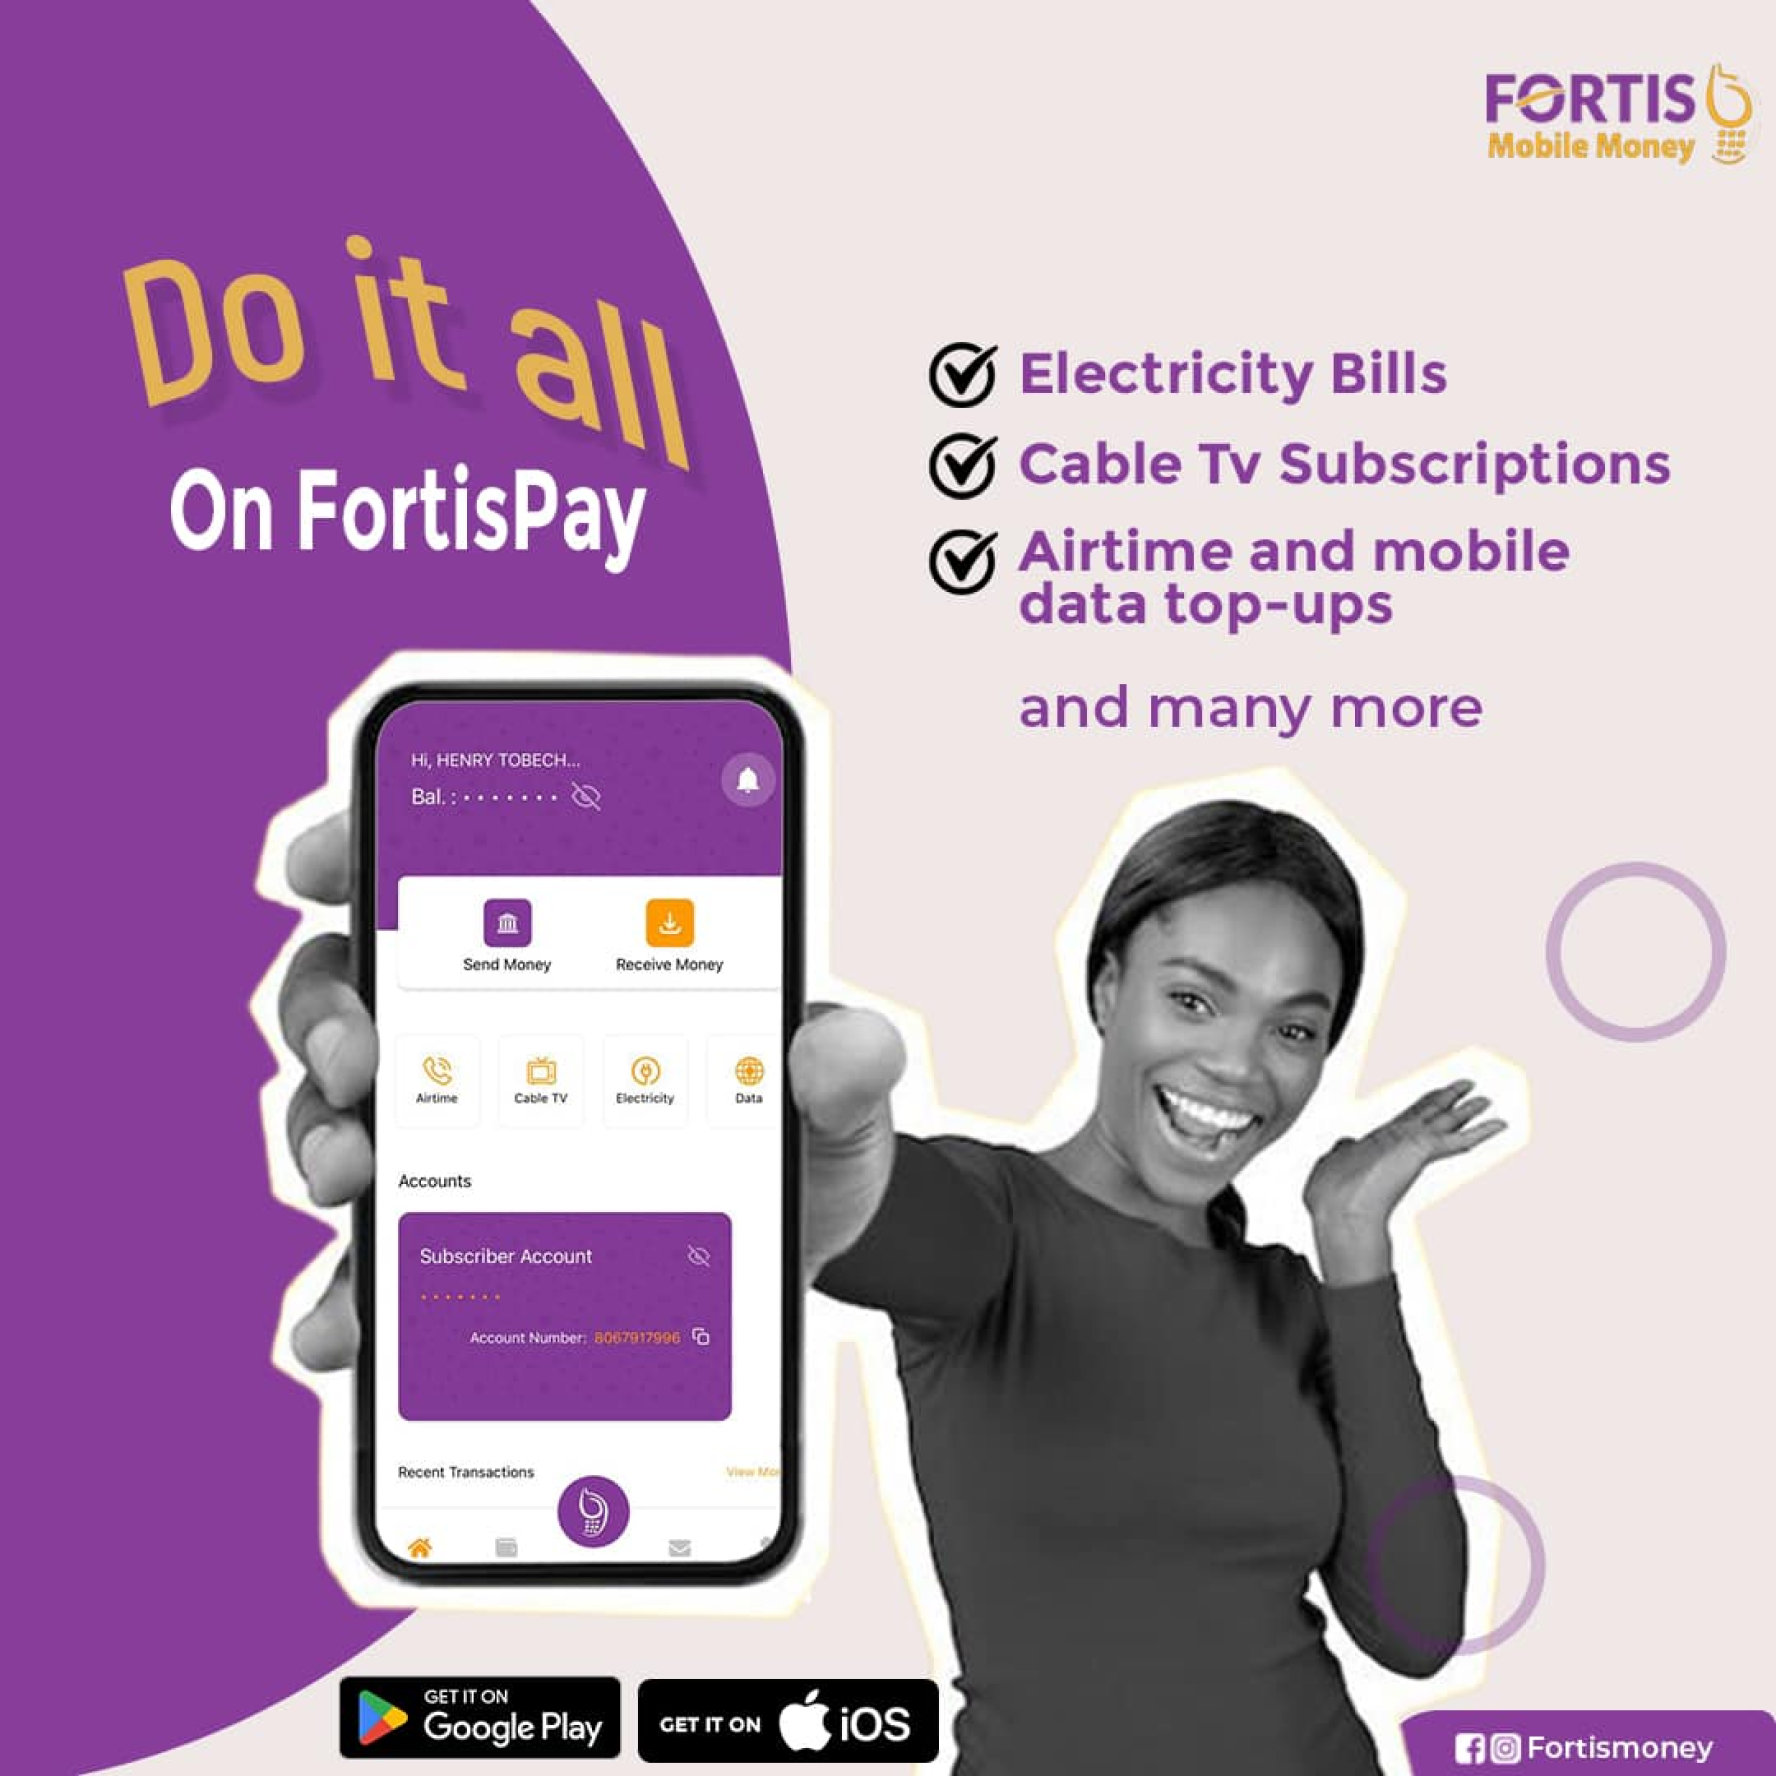 FORTIS
Mobile Money
Do it all
On FortisPay
Electricity Bills
Cable Tv Subscriptions
Airtime and mobile
data top-ups
and many more
Hi, HENRY TOBECH...
Bal. : · · · · · · ·
Send Money
Receive Money
Airtime
Cable TV
Electricity
Data
Accounts
Subscriber Account
· · · · · · ·
Account Number: 8067917996
Recent Transactions
View Mo
GET IT ON
Google Play
GET IT ON iOS
Fortismoney